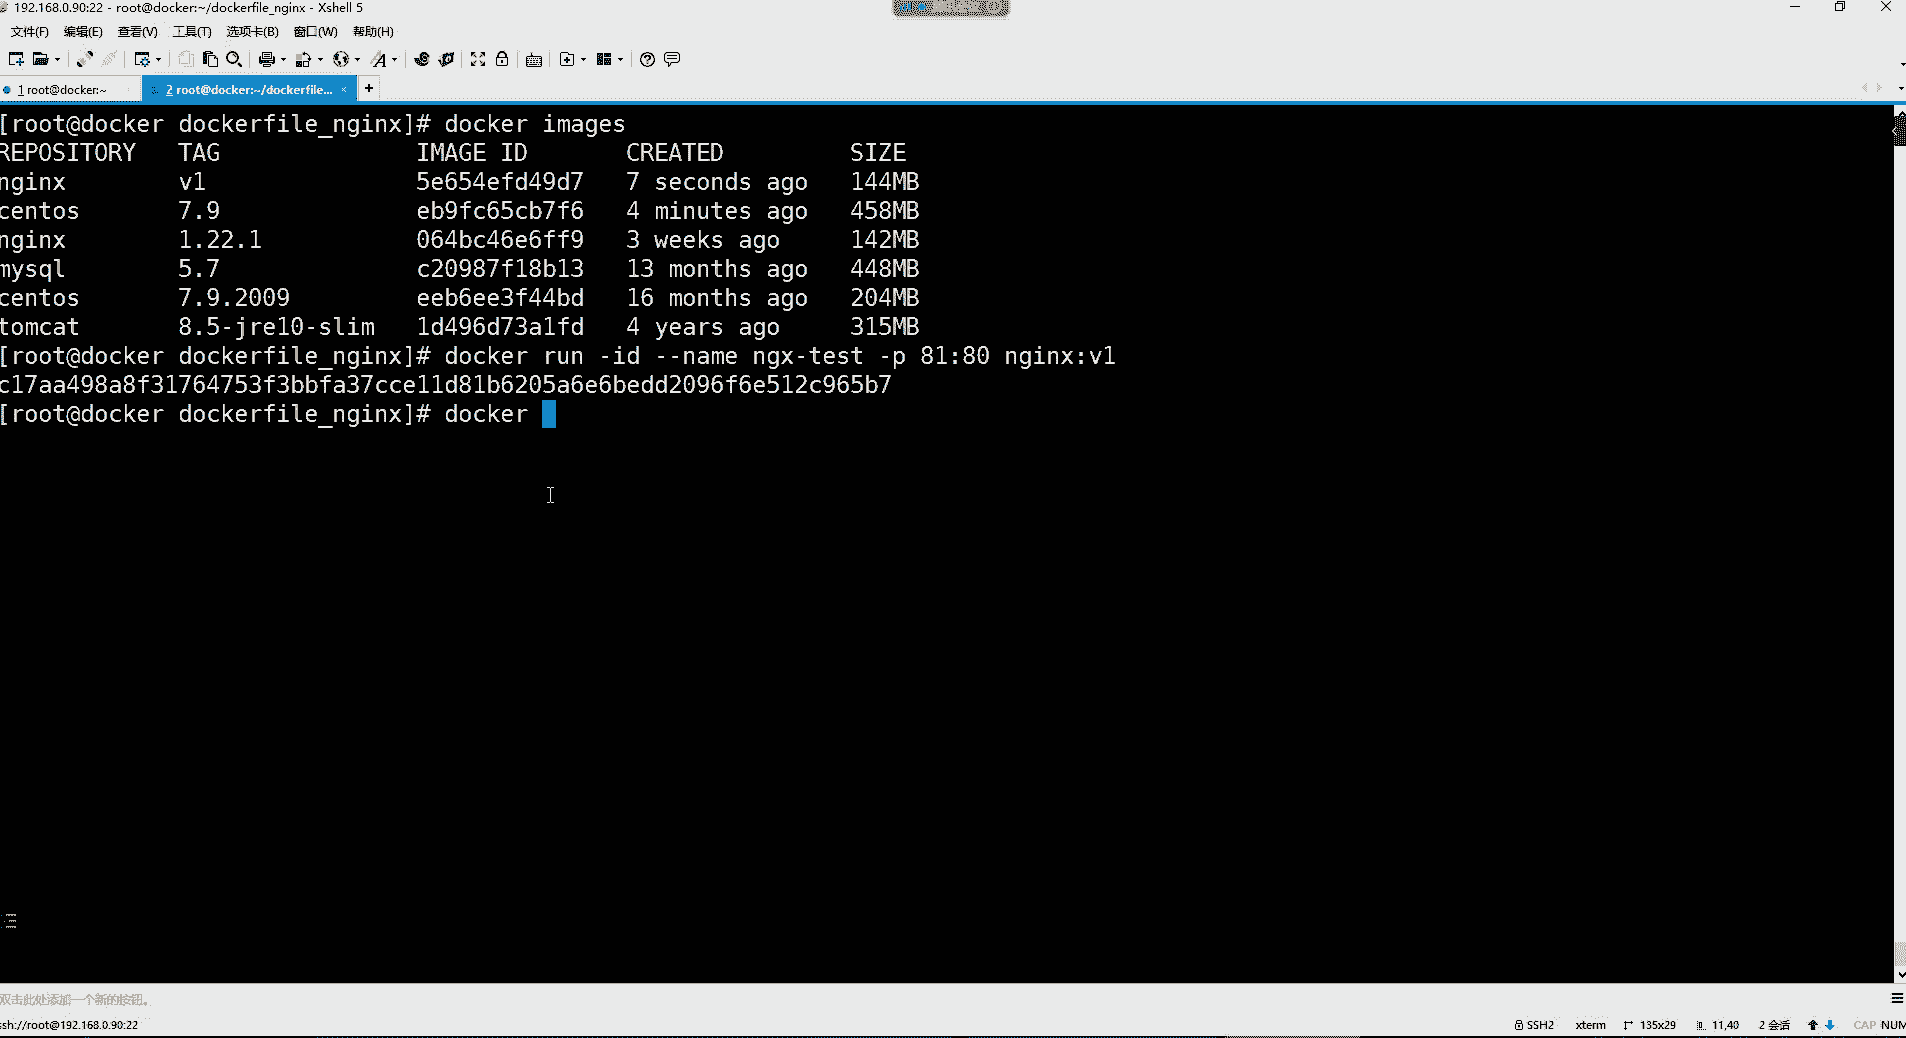 192.168.0.90:22 - root@docker:~/dockerfile_nginx - Xshell 5
文件(F) 编辑(E) 查看(V) 工具(T) 选项卡(B) 窗口(W) 帮助(H)
1 root@docker:~ 2 root@docker:~/dockerfile... × +
[root@docker dockerfile_nginx]# docker images
REPOSITORY TAG IMAGE ID CREATED SIZE
nginx v1 5e654efd49d7 7 seconds ago 144MB
centos 7.9 eb9fc65cb7f6 4 minutes ago 458MB
nginx 1.22.1 064bc46e6ff9 3 weeks ago 142MB
mysql 5.7 c20987f18b13 13 months ago 448MB
centos 7.9.2009 eeb6ee3f44bd 16 months ago 204MB
tomcat 8.5-jre10-slim 1d496d73a1fd 4 years ago 315MB
[root@docker dockerfile_nginx]# docker run -id --name ngx-test -p 81:80 nginx:v1
c17aa498a8f31764753f3bbfa37cce11d81b6205a6e6bedd2096f6e512c965b7
[root@docker dockerfile_nginx]# docker
双击此处添加一个新的按钮。
ssh://root@192.168.0.90:22 SSH2 xterm 135x29 11,40 2 会话 CAP NUM